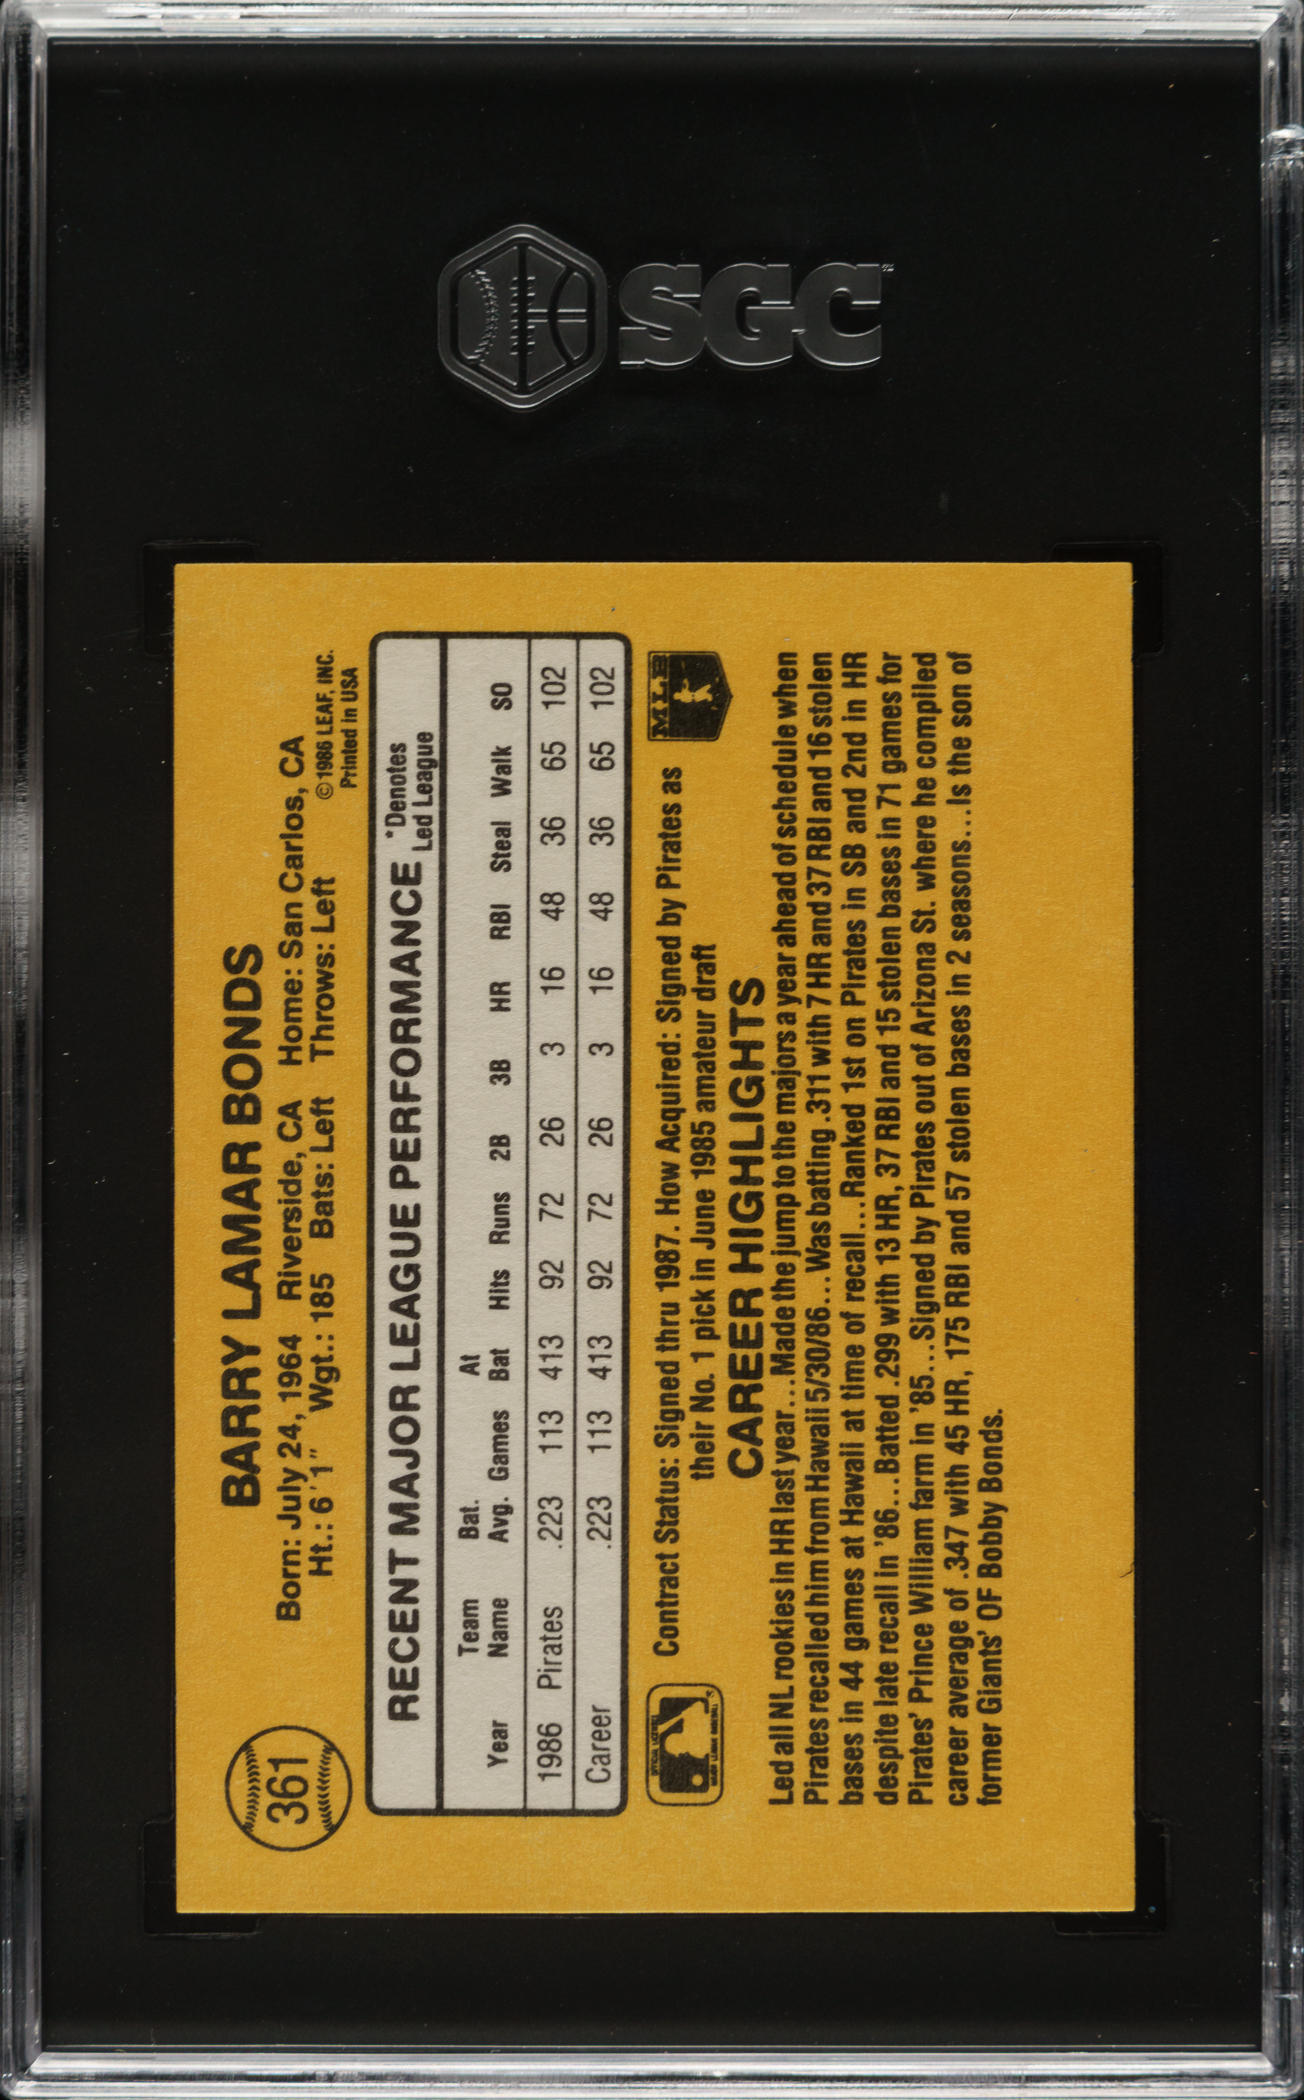 SGC
361
BARRY LAMAR BONDS
Born: July 24, 1964 Riverside, CA Home: San Carlos, CA
Ht.: 6'1" Wgt.: 185 Bats: Left Throws: Left
© 1986 LEAF, INC.
Printed in USA
RECENT MAJOR LEAGUE PERFORMANCE *Denotes Led League
Year Team Name Bat. Avg. Games At Bat Hits Runs 2B 3B HR RBI Steal Walk SO
1986 Pirates .223 113 413 92 72 26 3 16 48 36 65 102
Career .223 113 413 92 72 26 3 16 48 36 65 102
Contract Status: Signed thru 1987. How Acquired: Signed by Pirates as
their No. 1 pick in June 1985 amateur draft
MLB
CAREER HIGHLIGHTS
Led all NL rookies in HR last year...Made the jump to the majors a year ahead of schedule when
Pirates recalled him from Hawaii 5/30/86...Was batting .311 with 7 HR and 37 RBI and 16 stolen
bases in 44 games at Hawaii at time of recall...Ranked 1st on Pirates in SB and 2nd in HR
despite late recall in '86...Batted .299 with 13 HR, 37 RBI and 15 stolen bases in 71 games for
Pirates' Prince William farm in '85...Signed by Pirates out of Arizona St. where he compiled
career average of .347 with 45 HR, 175 RBI and 57 stolen bases in 2 seasons...Is the son of
former Giants' OF Bobby Bonds.